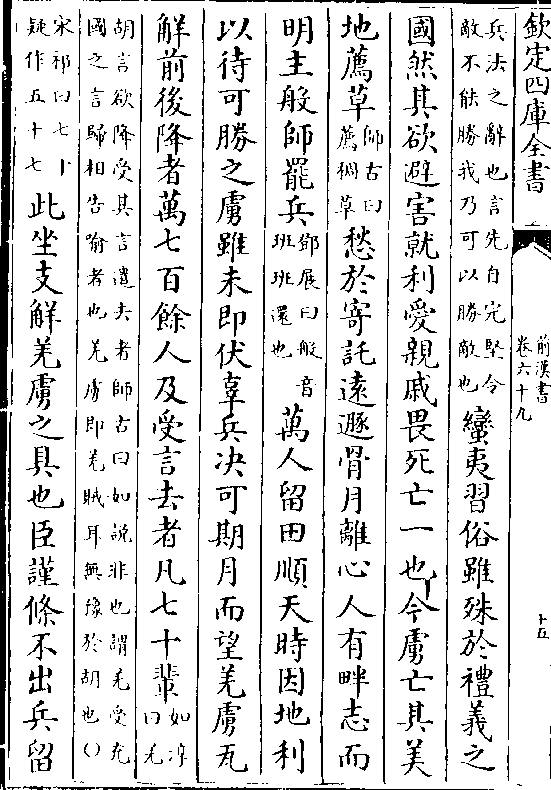 欽定四庫全書
前漢書
卷六十九
十五
兵法之辭也言先自完堅令
敵不能勝我乃可以勝敵也
蠻夷習俗雖殊於禮義之
國然其欲避害就利愛親戚畏死亡一也今虜亡其美
地薦草
師古曰
薦稠草
愁於寄託遠遯骨月離心人有畔志而
明主般師罷兵
鄧展曰般音
班班還也
萬人留田順天時因地利
以待可勝之虜雖未即伏辜兵决可期月而望羌虜瓦
解前後降者萬七百餘人及受言去者凡七十輩
如淳
曰羌
胡言欲降受其言遣去者師古曰如説非也謂羌受充
國之言歸相告喻者也羌虜即羌賊耳無豫於胡也〇
宋祁曰七十
疑作五十七
此坐支解羌虜之具也臣謹條不出兵留